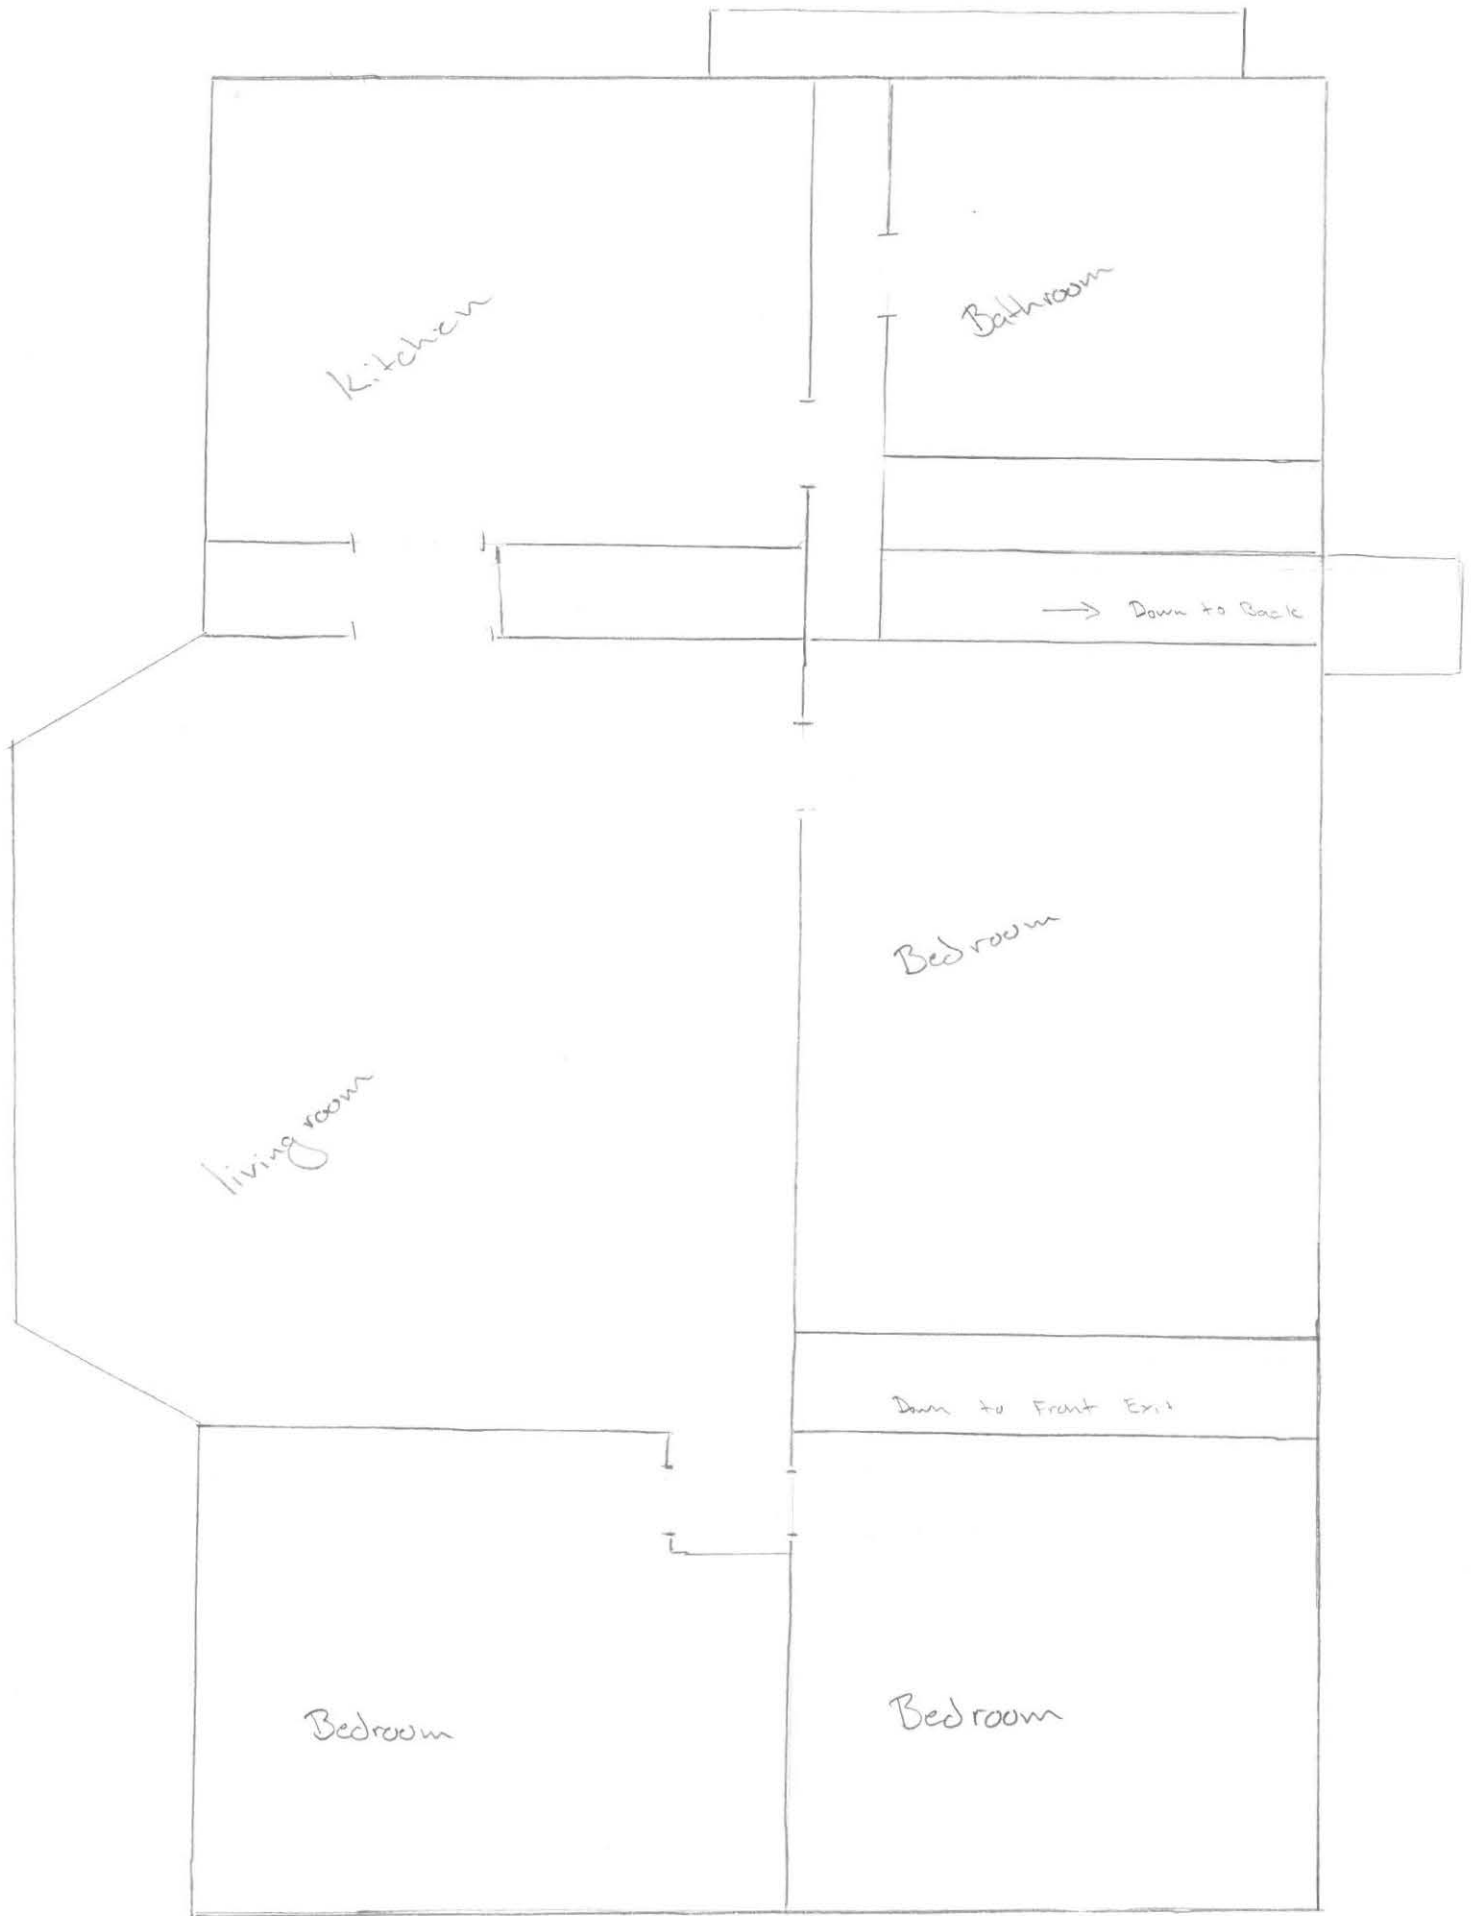 Kitchen
Bathroom
→ Down to Back
Bedroom
living room
Down to Front Exit
Bedroom
Bedroom